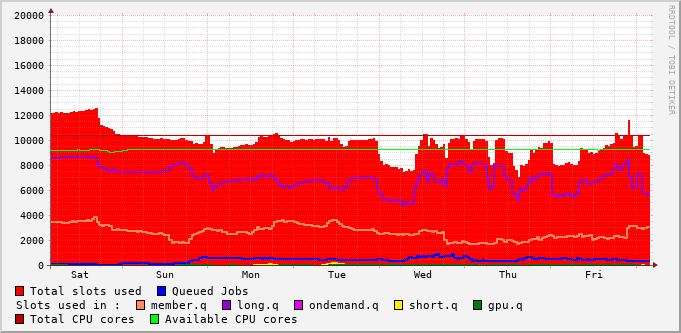 RRDTOOL / TOBI OETIKER
20000
18000
16000
14000
12000
10000
8000
6000
4000
2000
0
Sat Sun Mon Tue Wed Thu Fri
Total slots used Queued Jobs
Slots used in : member.q long.q ondemand.q short.q gpu.q
Total CPU cores Available CPU cores